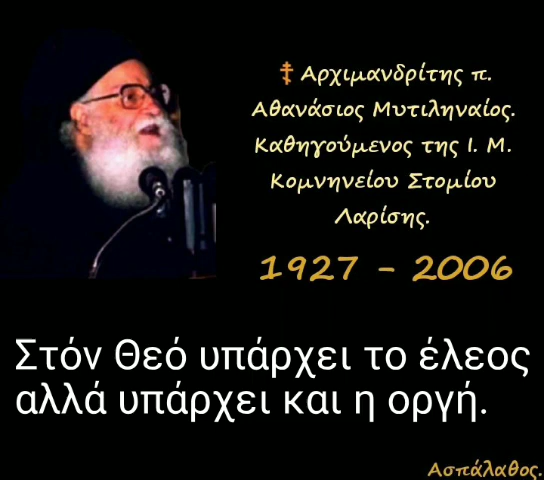 ‡ Αρχιμανδρίτης π.
Αθανάσιος Μυτιληναίος.
Καθηγούμενος της Ι. Μ.
Κομνηνείου Στομίου
Λαρίσης.
1927 - 2006
Στόν Θεό υπάρχει το έλεος
αλλά υπάρχει και η οργή.
Ασπάλαθος.